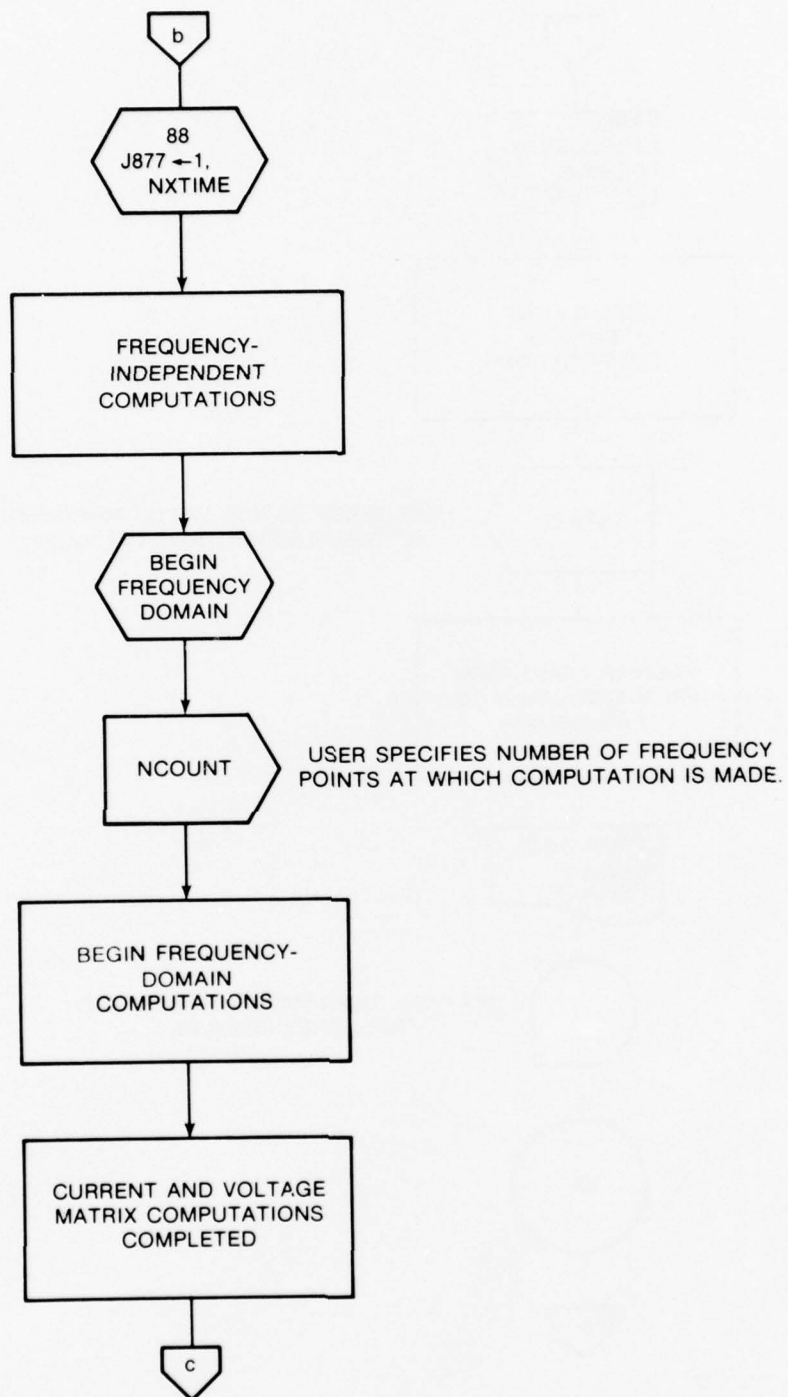 b
88
J877 ←1,
NXTIME
FREQUENCY-
INDEPENDENT
COMPUTATIONS
BEGIN
FREQUENCY
DOMAIN
NCOUNT
USER SPECIFIES NUMBER OF FREQUENCY
POINTS AT WHICH COMPUTATION IS MADE.
BEGIN FREQUENCY-
DOMAIN
COMPUTATIONS
CURRENT AND VOLTAGE
MATRIX COMPUTATIONS
COMPLETED
c